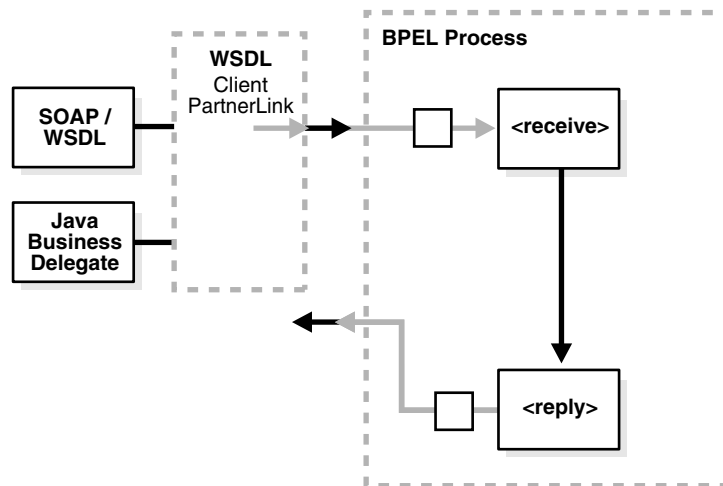 BPEL Process
WSDL
Client
PartnerLink
SOAP /
WSDL
<receive>
Java
Business
Delegate
<reply>